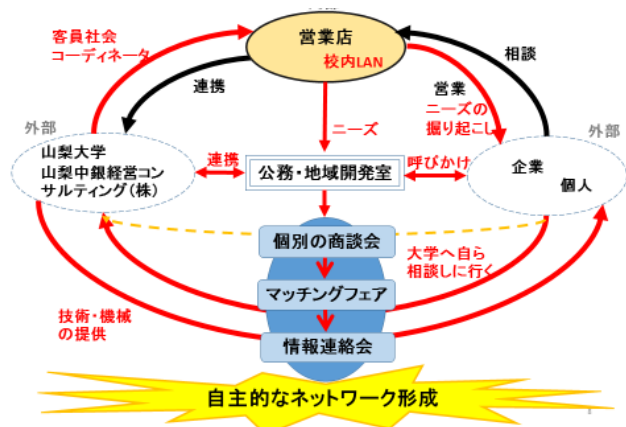 客員社会
コーディネータ
営業店
校内LAN
相談
連携
営業
ニーズの
掘り起こし
外部
外部
ニーズ
山梨大学
山梨中銀経営コン
サルティング(株)
連携
公務・地域開発室
呼びかけ
企業
個人
個別の商談会
大学へ自ら
相談しに行く
マッチングフェア
技術・機械
の提供
情報連絡会
自主的なネットワーク形成